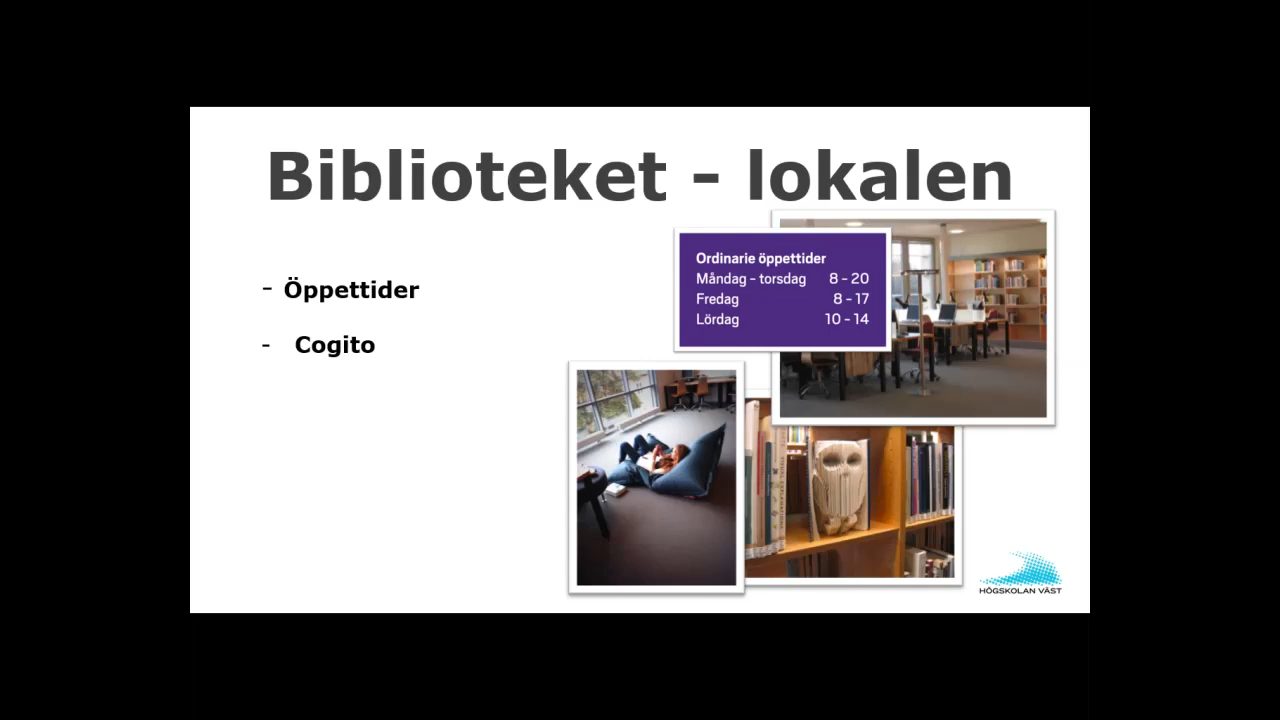 Biblioteket - lokalen
- Öppettider
- Cogito
Ordinarie öppettider
Måndag - torsdag 8 - 20
Fredag 8 - 17
Lördag 10 - 14
HÖGSKOLAN VÄST